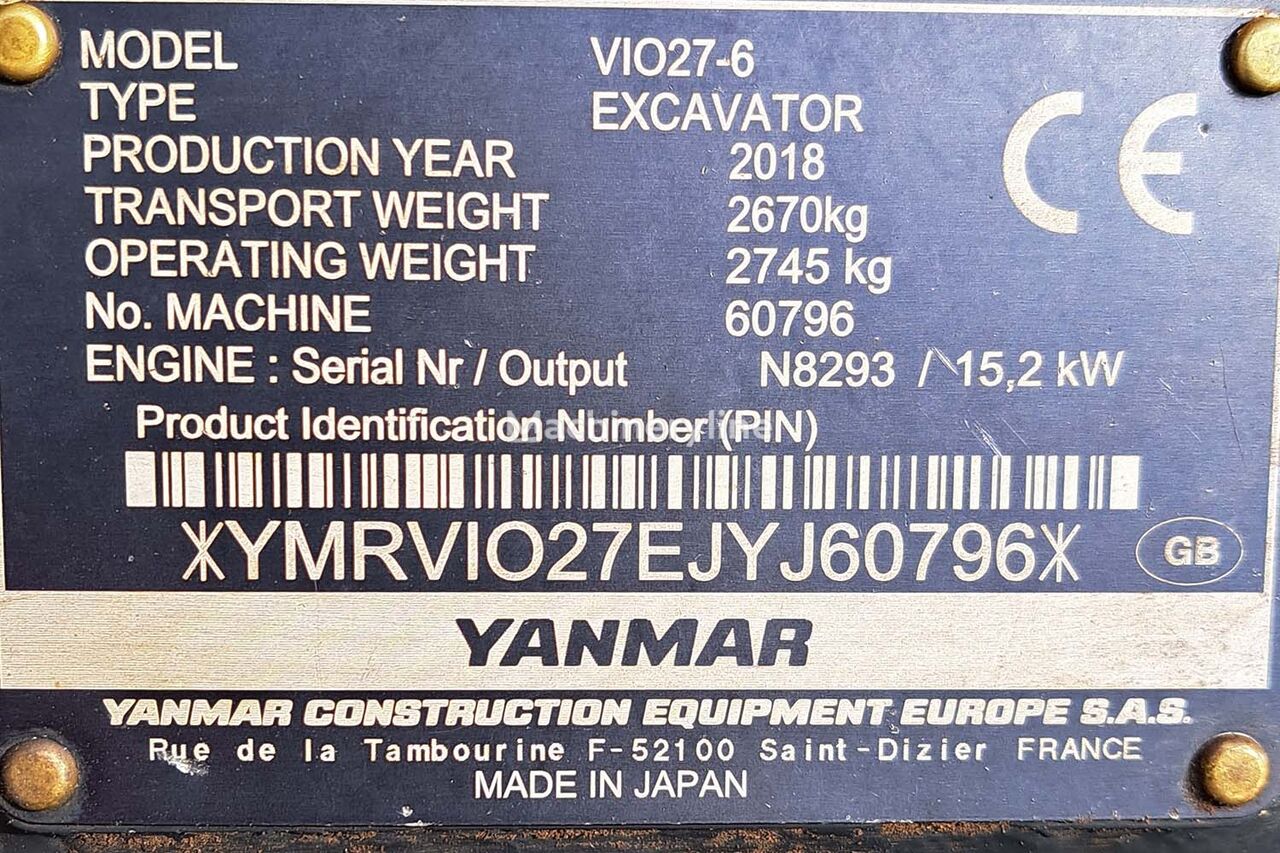 MODEL VIO27-6
TYPE EXCAVATOR
PRODUCTION YEAR 2018
TRANSPORT WEIGHT 2670kg
OPERATING WEIGHT 2745 kg
No. MACHINE 60796
ENGINE : Serial Nr / Output N8293 / 15,2 kW
CE
Product Identification Number (PIN)
Machineryline
*YMRVIO27EJYJ60796*
GB
YANMAR
YANMAR CONSTRUCTION EQUIPMENT EUROPE S.A.S.
Rue de la Tambourine F-52100 Saint-Dizier FRANCE
MADE IN JAPAN